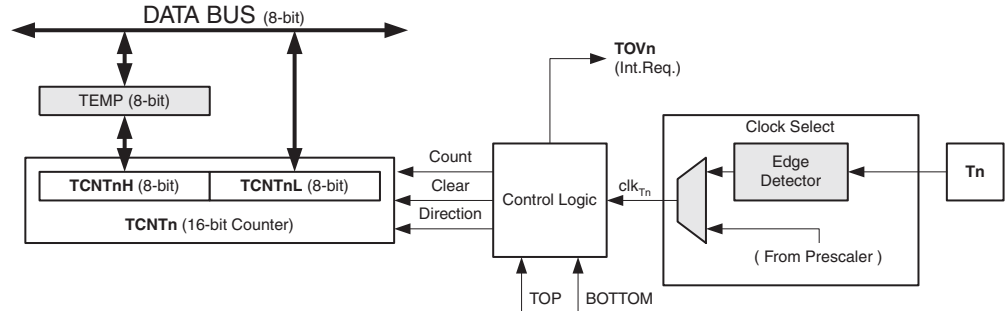 DATA BUS (8-bit)
TEMP (8-bit)
TCNTnH (8-bit) TCNTnL (8-bit)
TCNTn (16-bit Counter)
Count
Clear
Direction
Control Logic
TOVn
(Int.Req.)
TOP
BOTTOM
clkTn
Clock Select
Edge
Detector
( From Prescaler )
Tn